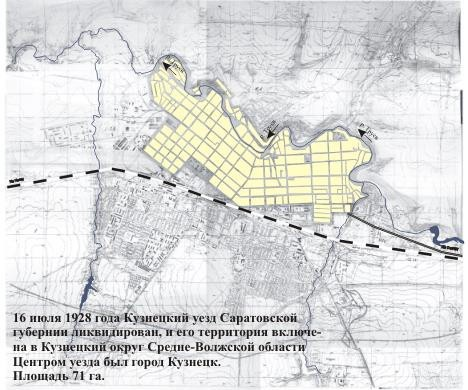 р. Труев
16 июля 1928 года Кузнецкий уезд Саратовской
губернии ликвидирован, и его территория включе-
на в Кузнецкий округ Средне-Волжской области
Центром уезда был город Кузнецк.
Площадь 71 га.